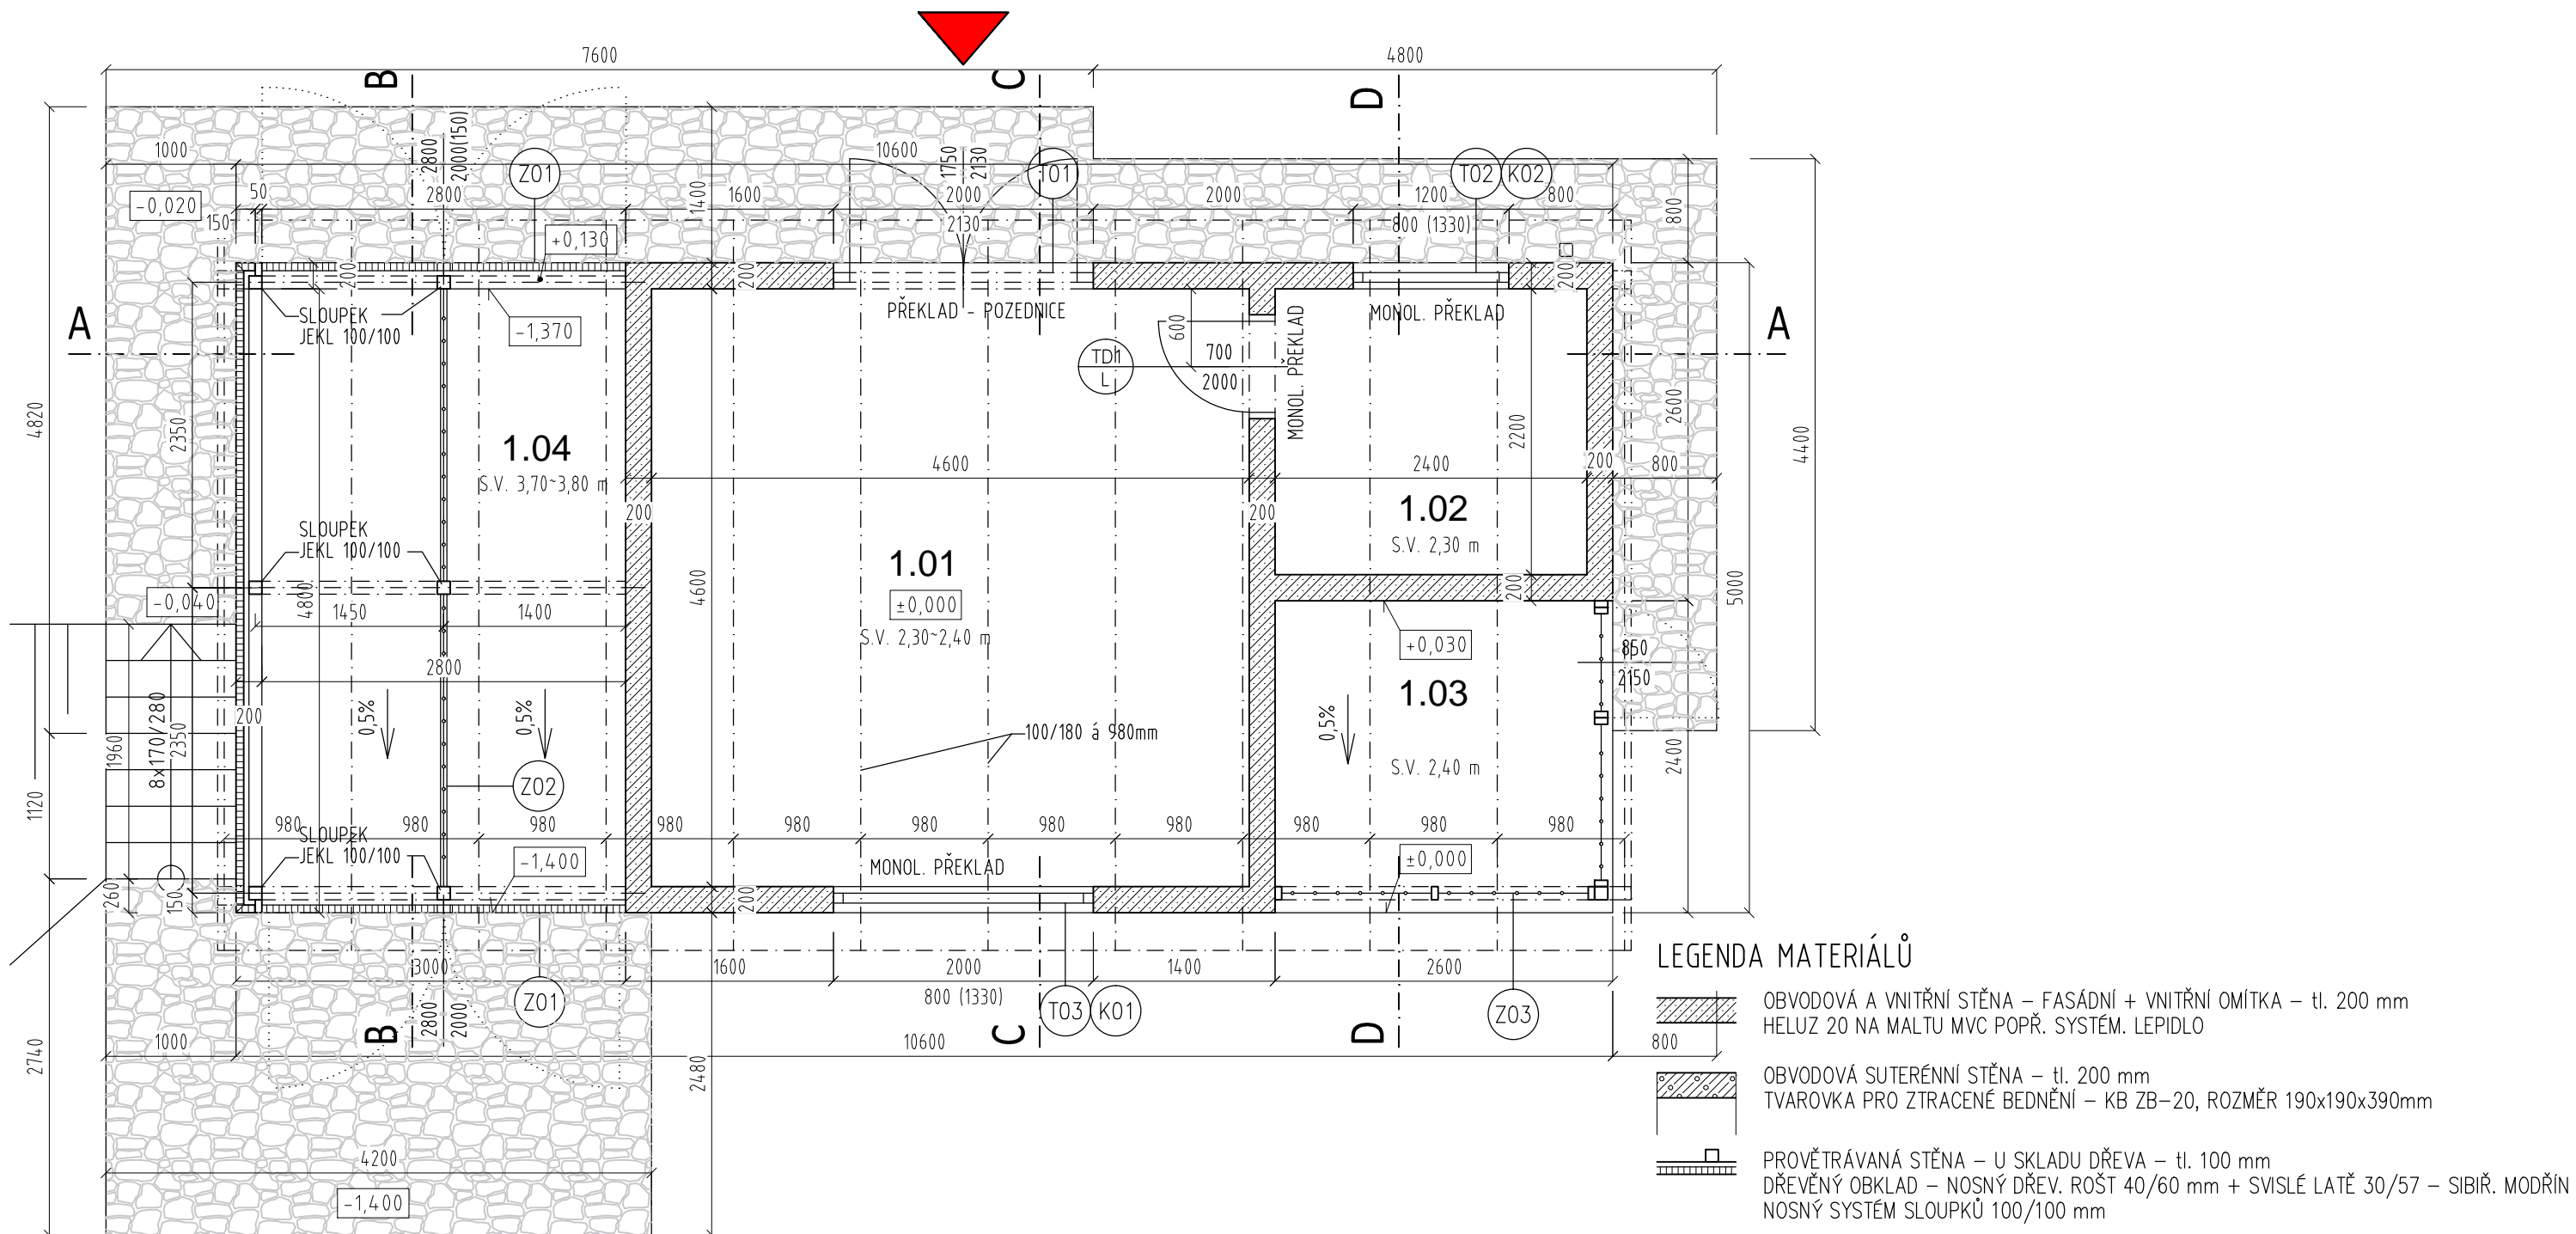 7600
4800
B
C
D
1000
10600
2800
2000(150)
Z01
1750
2130
T01
T02
K02
-0,020
50
2800
1400
1600
2000
2000
1200
800
800
150
2130
800 (1330)
+0,130
200
200
200
PŘEKLAD - POZEDNICE
MONOL. PŘEKLAD
MONOL. PŘEKLAD
SLOUPEK
JEKL 100/100
-1,370
A
A
600
TD1
L
700
2000
4820
2350
1.04
S.V. 3,70~3,80 m
4600
2400
2200
200
800
2600
4400
SLOUPEK
JEKL 100/100
200
200
1.02
S.V. 2,30 m
1.01
±0,000
S.V. 2,30~2,40 m
-0,040
4800
1450
1400
4600
200
5000
+0,030
850
2150
2800
1.03
200
0,5%
0,5%
0,5%
1960
8x170/280
2350
1120
100/180 á 980mm
S.V. 2,40 m
2400
Z02
980
980
980
980
980
980
980
980
980
980
980
SLOUPEK
JEKL 100/100
-1,400
MONOL. PŘEKLAD
±0,000
260
150
200
3000
1600
2000
1400
2600
Z01
2800
2000
800 (1330)
T03
K01
Z03
B
C
D
1000
10600
800
2740
2480
4200
-1,400
LEGENDA MATERIÁLŮ
OBVODOVÁ A VNITŘNÍ STĚNA – FASÁDNÍ + VNITŘNÍ OMÍTKA – tl. 200 mm
HELUZ 20 NA MALTU MVC POPŘ. SYSTÉM. LEPIDLO
OBVODOVÁ SUTERÉNNÍ STĚNA – tl. 200 mm
TVAROVKA PRO ZTRACENÉ BEDNĚNÍ – KB ZB-20, ROZMĚR 190x190x390mm
PROVĚTRÁVANÁ STĚNA – U SKLADU DŘEVA – tl. 100 mm
DŘEVĚNÝ OBKLAD – NOSNÝ DŘEV. ROŠT 40/60 mm + SVISLÉ LATĚ 30/57 – SIBIŘ. MODŘÍN
NOSNÝ SYSTÉM SLOUPKŮ 100/100 mm